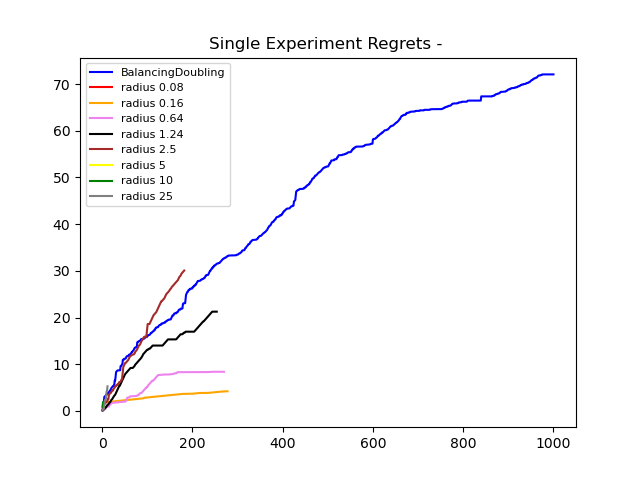 Single Experiment Regrets -
BalancingDoubling
radius 0.08
radius 0.16
radius 0.64
radius 1.24
radius 2.5
radius 5
radius 10
radius 25
70
60
50
40
30
20
10
0
0 200 400 600 800 1000